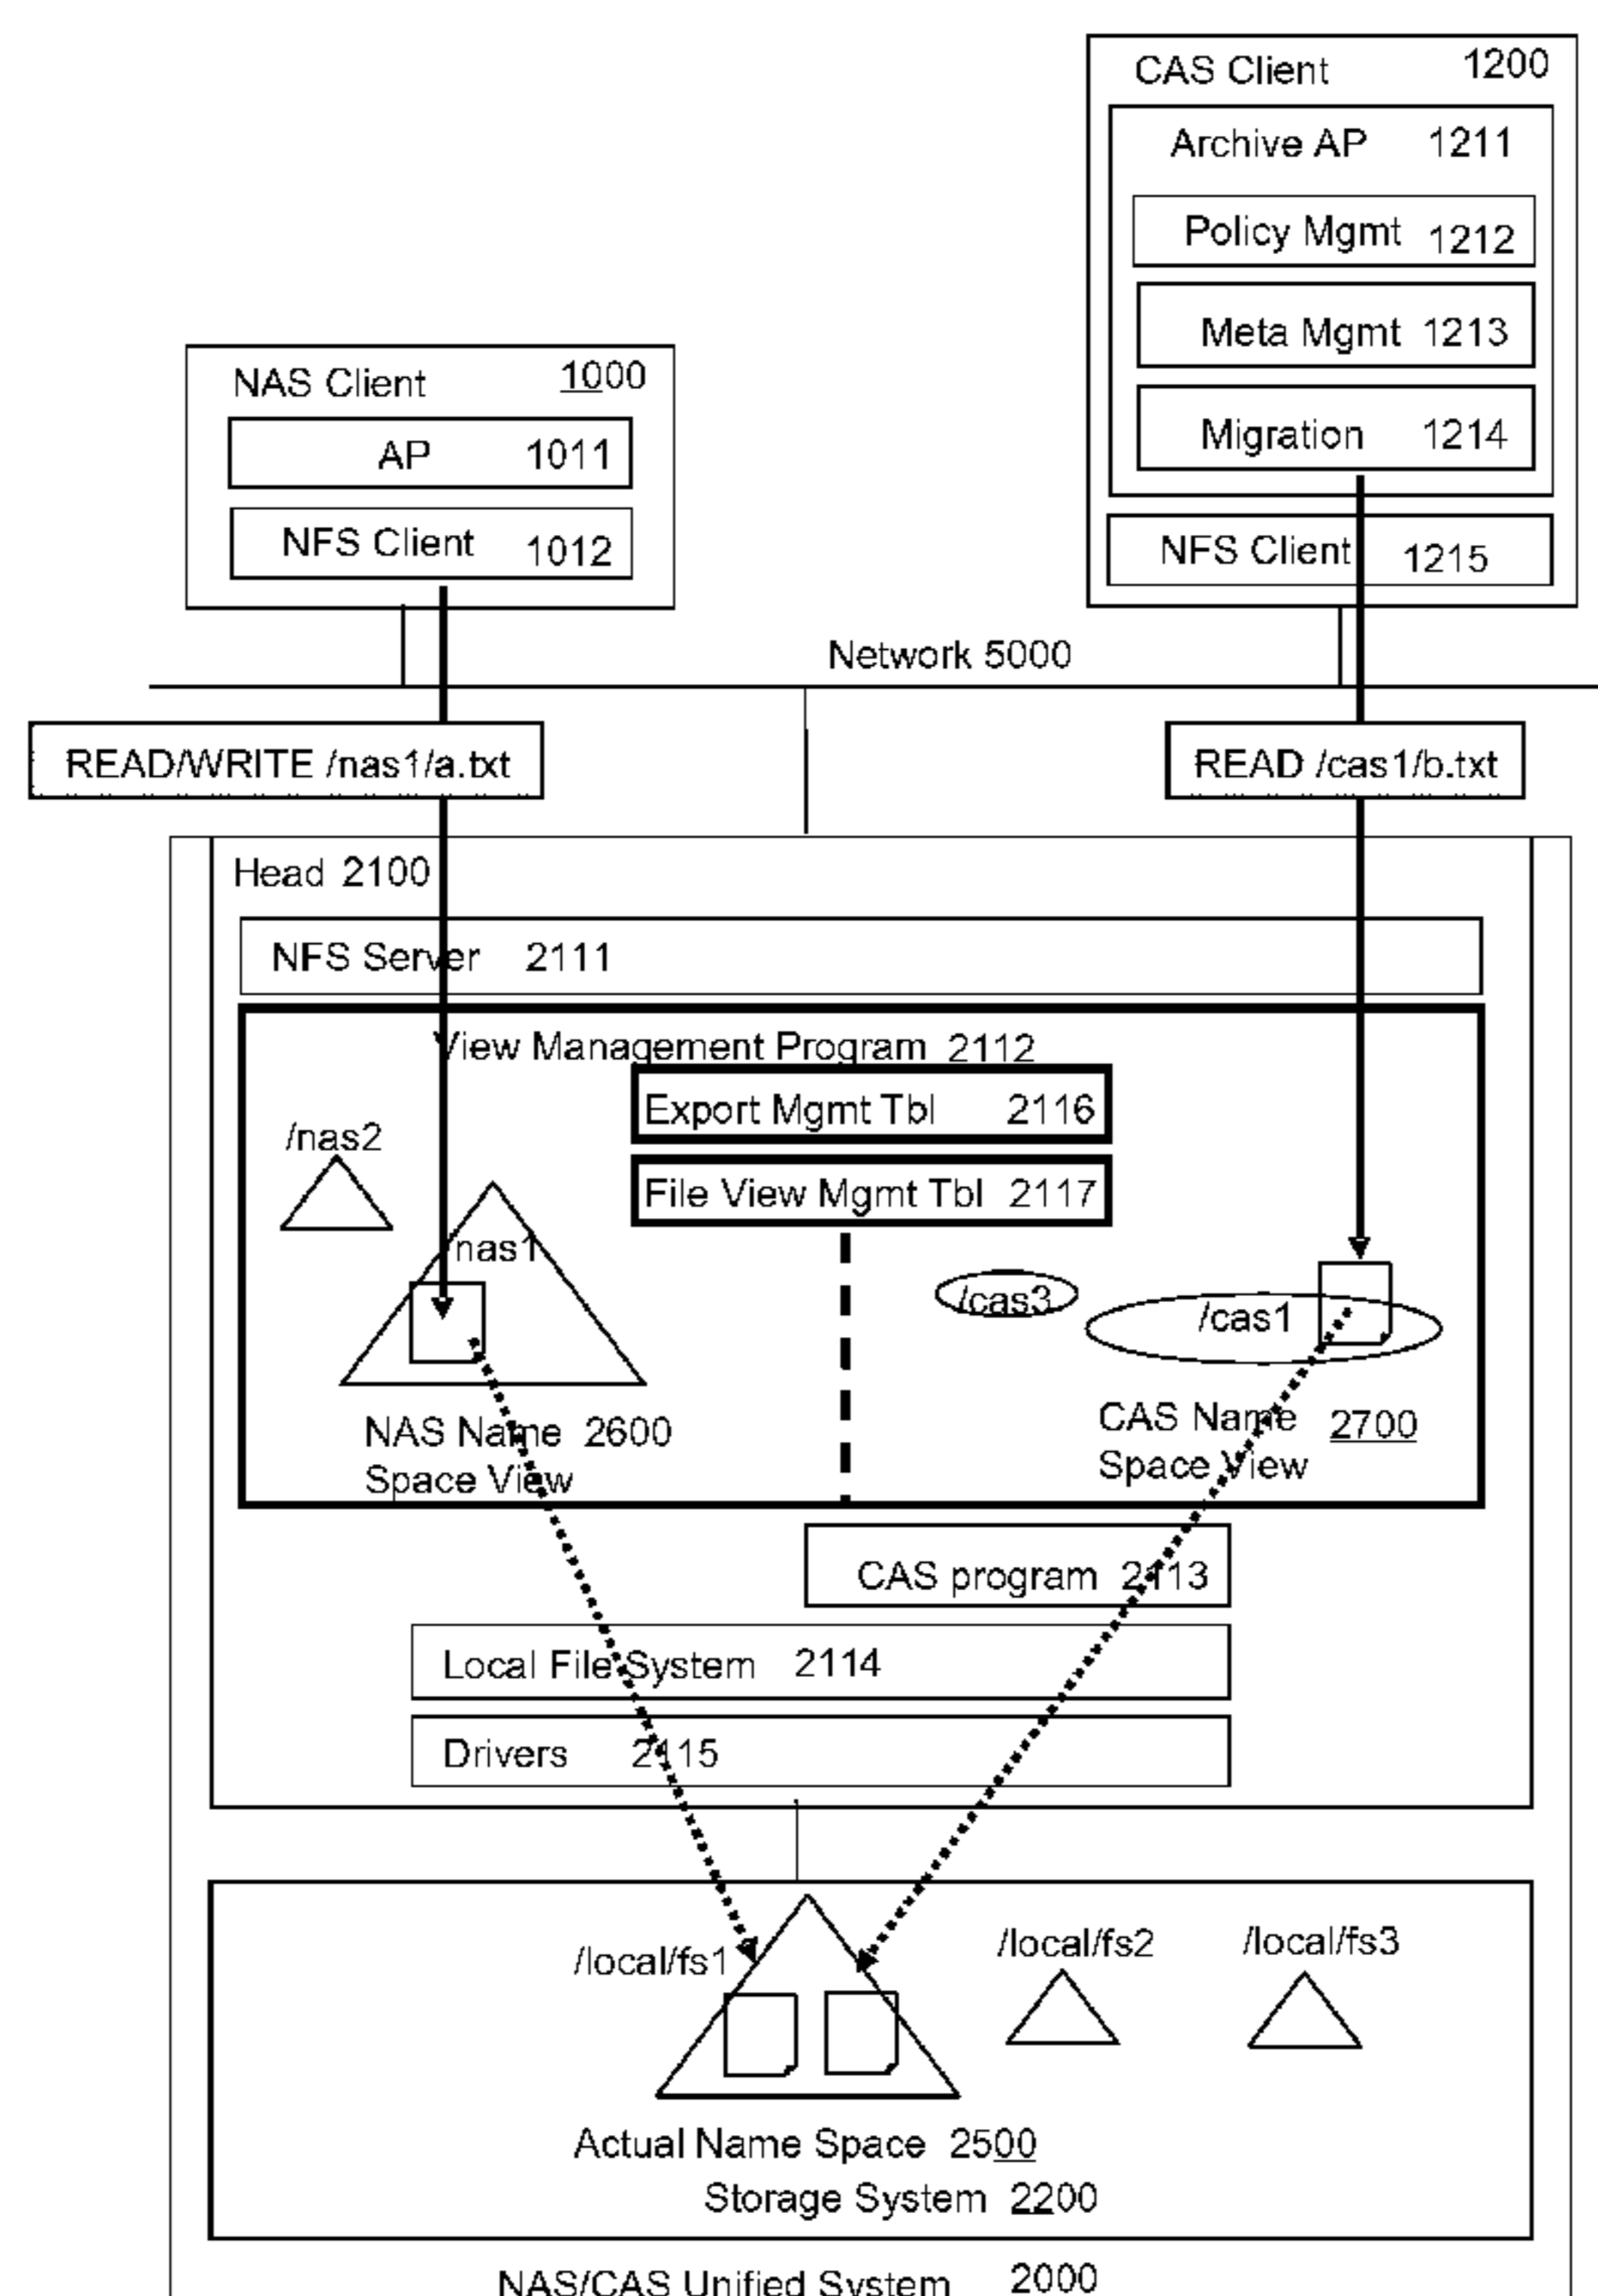 CAS Client 1200
Archive AP 1211
Policy Mgmt 1212
Meta Mgmt 1213
Migration 1214
NFS Client 1215
NAS Client 1000
AP 1011
NFS Client 1012
Network 5000
READ/WRITE /nas1/a.txt
READ /cas1/b.txt
Head 2100
NFS Server 2111
View Management Program 2112
Export Mgmt Tbl 2116
File View Mgmt Tbl 2117
/nas2
/nas1
/cas3
/cas1
NAS Name 2600
Space View
CAS Name 2700
Space View
CAS program 2113
Local File System 2114
Drivers 2115
/local/fs1
/local/fs2
/local/fs3
Actual Name Space 2500
Storage System 2200
NAS/CAS Unified System 2000